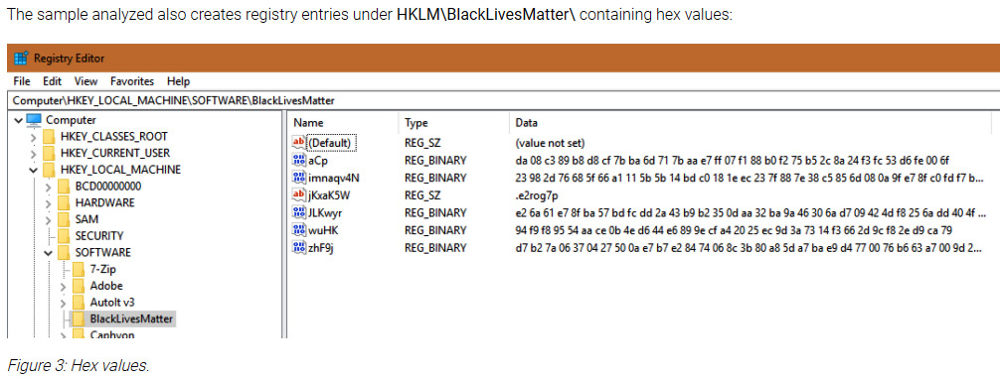 The sample analyzed also creates registry entries under HKLM\BlackLivesMatter\ containing hex values:
Registry Editor
File Edit View Favorites Help
Computer\HKEY_LOCAL_MACHINE\SOFTWARE\BlackLivesMatter
Computer
HKEY_CLASSES_ROOT
HKEY_CURRENT_USER
HKEY_LOCAL_MACHINE
BCD00000000
HARDWARE
SAM
SECURITY
SOFTWARE
7-Zip
Adobe
AutoIt v3
BlackLivesMatter
Caphyon
Name Type Data
(Default) REG_SZ (value not set)
aCp REG_BINARY da 08 c3 89 b8 d8 cf 7b ba 6d 71 7b aa e7 ff 07 f1 88 b0 f2 75 b5 2c 8a 24 f3 fc 53 d6 fe 00 6f
imnaqv4N REG_BINARY 23 98 2d 76 68 5f 66 a1 11 5b 5b 14 bd c0 18 1e ec 23 7f 88 7e 38 c5 85 6d 08 0a 9f e7 8f c0 fd f7 b...
jKxaK5W REG_SZ .e2rog7p
JLKwyr REG_BINARY e2 6a 61 e7 8f ba 57 bd fc dd 2a 43 b9 b2 35 0d aa 32 ba 9a 46 30 6a d7 09 42 4d f8 25 6a dd 40 4f ...
wuHK REG_BINARY 94 f9 f8 95 54 aa ce 0b 4e d6 44 e6 89 9e cf a4 20 25 ec 9d 3a 73 14 f3 66 2d 9c f8 2e d9 ca 79
zhF9j REG_BINARY d7 b2 7a 06 37 04 27 50 0a e7 b7 e2 84 74 06 8c 3b 80 a8 5d a7 ba e9 d4 77 00 76 b6 63 a7 00 9d 2...
Figure 3: Hex values.